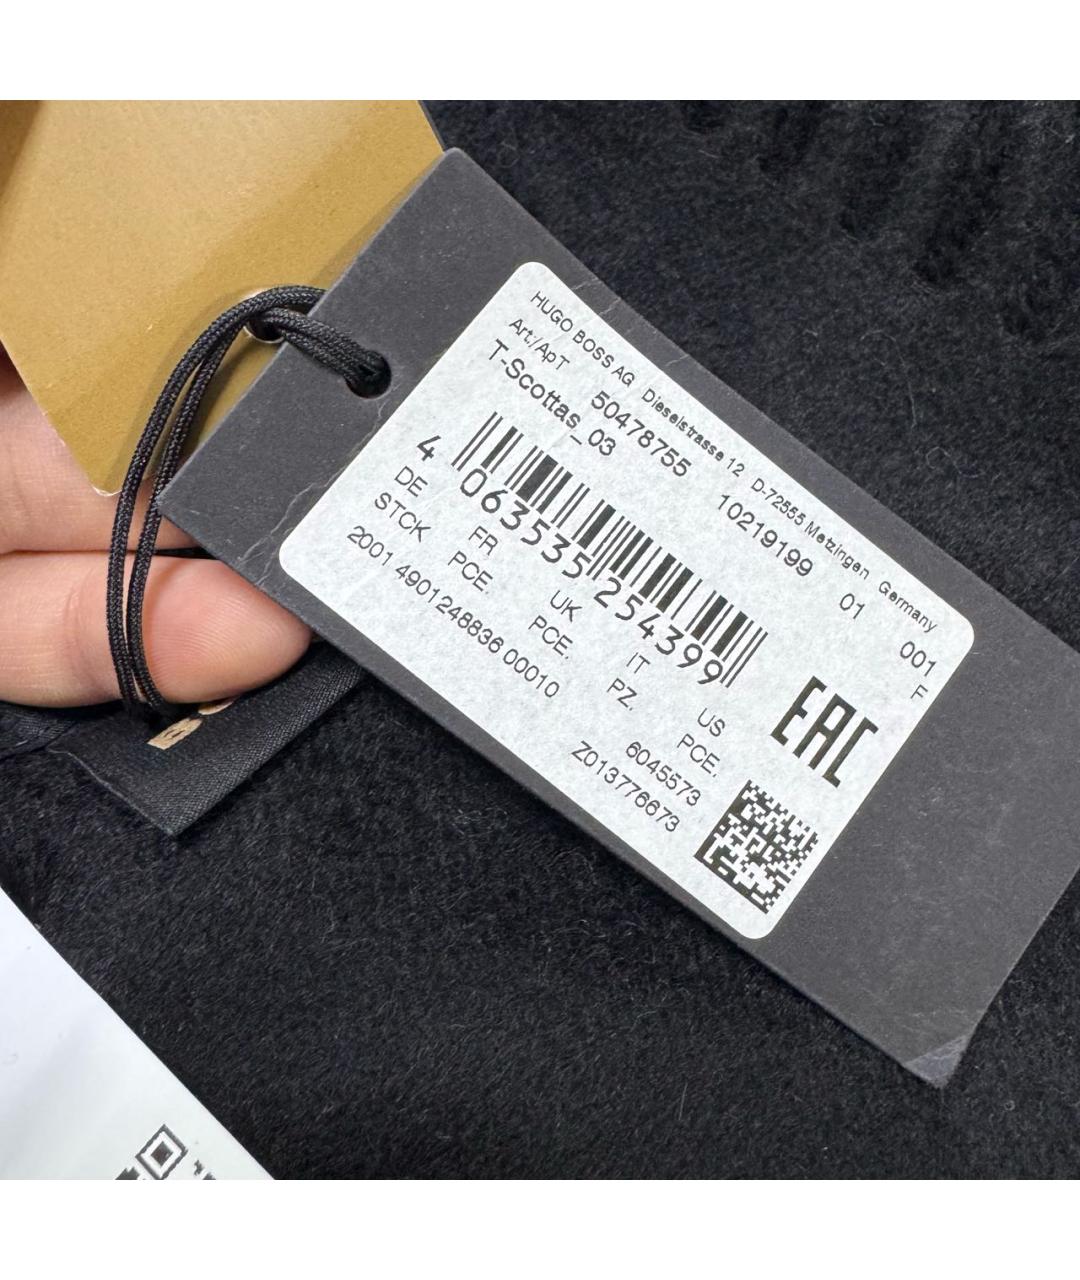 HUGO BOSS AG Dieselstrasse 12 D-72555 Metzingen Germany
Art./ApT 50478755 10219199 01 001
T-Scottas_03 F
4 063535 254399
DE FR UK IT US
STCK PCE. PCE. PZ. PCE.
2001 4901248836 00010 6045573
Z013776673
EAC